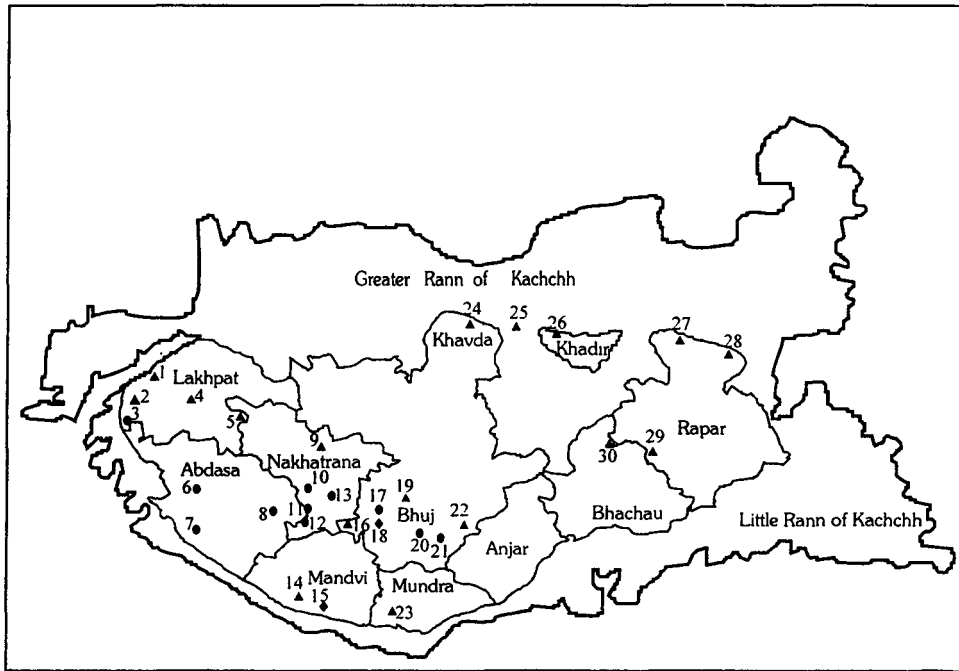 Greater Rann of Kachchh
24
25
26
27
28
Khavda
Khadir
1
Lakhpat
2
4
3
5
9
Nakhatrana
Abdasa
6
10
13
7
8
11
12
16
17
18
19
Bhuj
20
21
22
Rapar
29
30
Bhachau
Anjar
Little Rann of Kachchh
14
Mandvi
15
Mundra
23